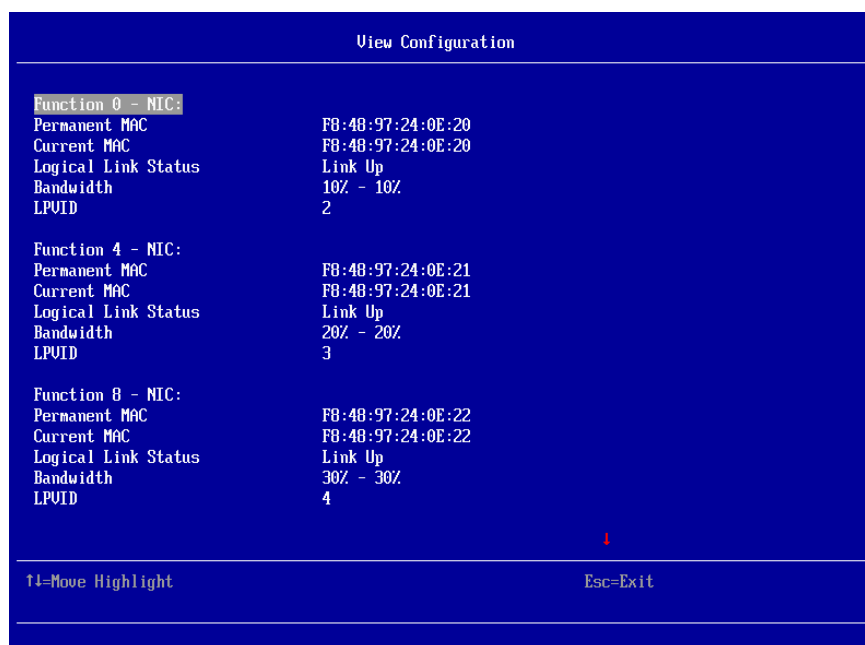 View Configuration
Function 0 - NIC:
Permanent MAC F8:48:97:24:0E:20
Current MAC F8:48:97:24:0E:20
Logical Link Status Link Up
Bandwidth 10% - 10%
LPVID 2
Function 4 - NIC:
Permanent MAC F8:48:97:24:0E:21
Current MAC F8:48:97:24:0E:21
Logical Link Status Link Up
Bandwidth 20% - 20%
LPVID 3
Function 8 - NIC:
Permanent MAC F8:48:97:24:0E:22
Current MAC F8:48:97:24:0E:22
Logical Link Status Link Up
Bandwidth 30% - 30%
LPVID 4
↓
↑↓=Move Highlight Esc=Exit